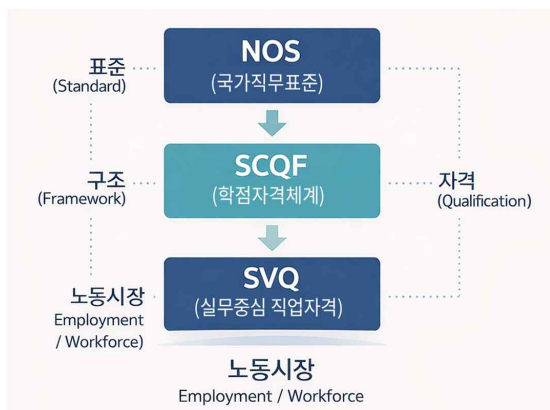 NOS
(국가직무표준)
표준
(Standard)
SCQF
(학점자격체계)
구조
(Framework)
자격
(Qualification)
SVQ
(실무중심 직업자격)
노동시장
Employment
/ Workforce)
노동시장
Employment / Workforce